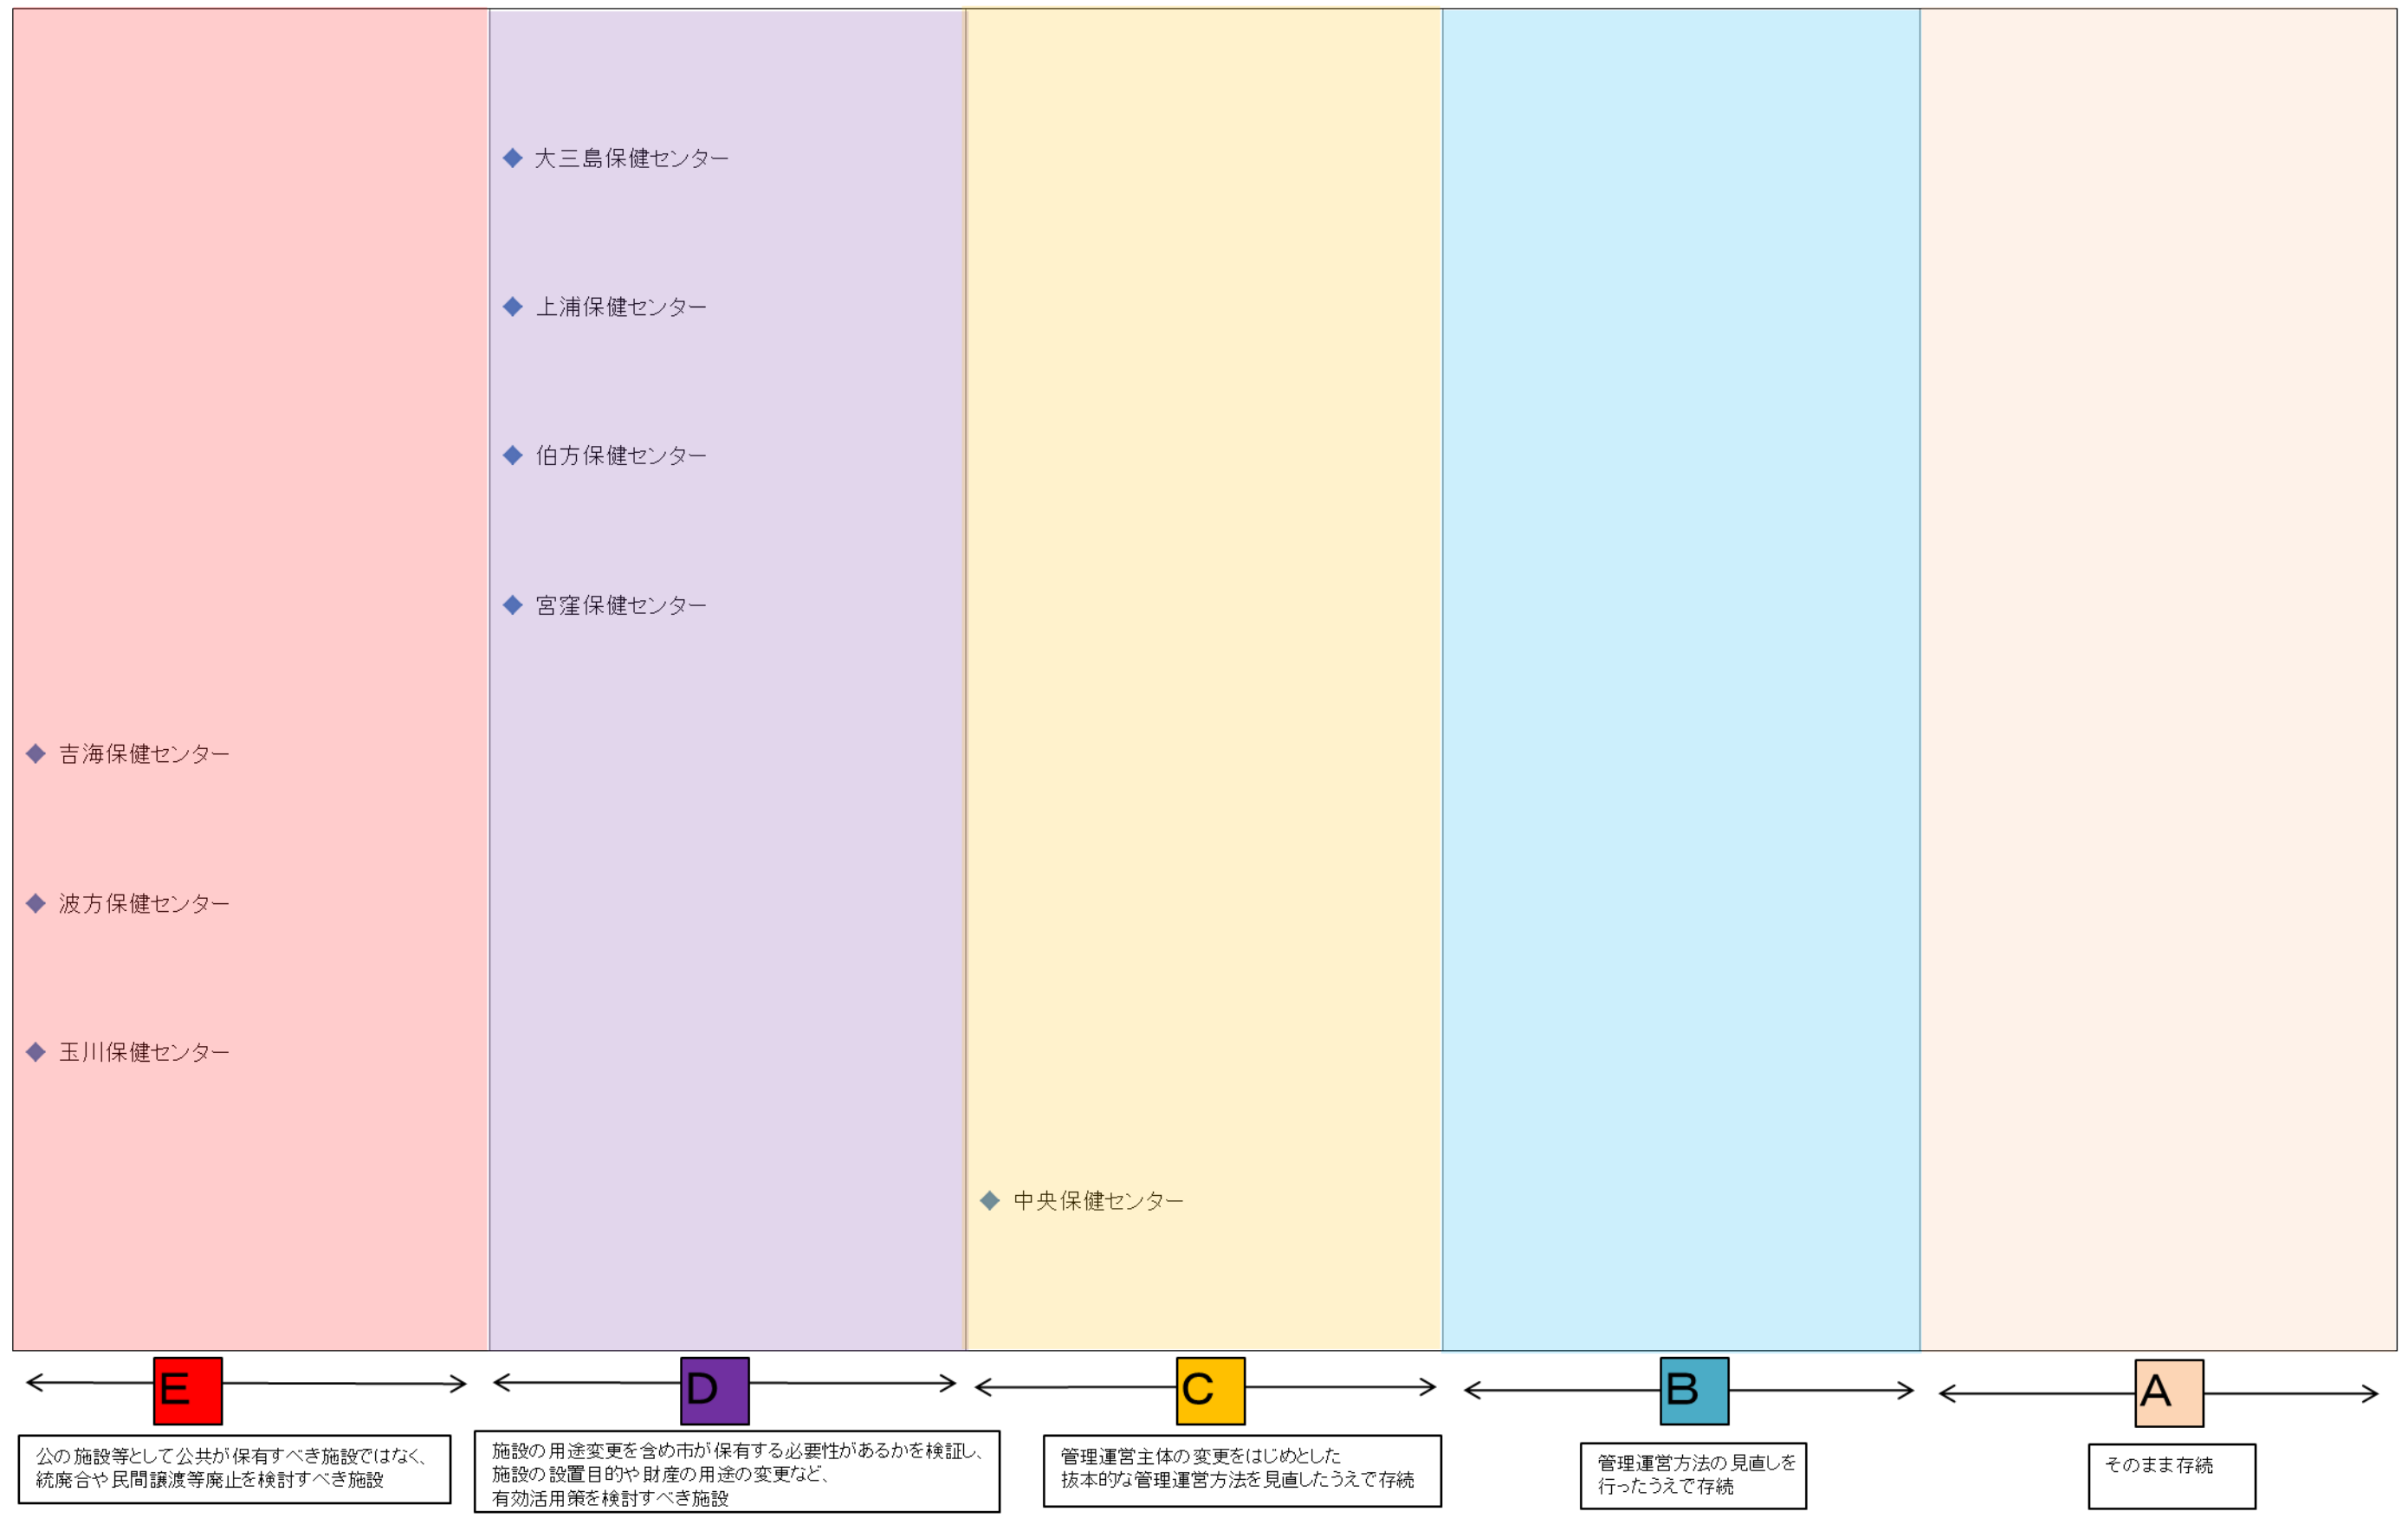 大三島保健センター
上浦保健センター
伯方保健センター
宮窪保健センター
吉海保健センター
波方保健センター
玉川保健センター
中央保健センター
E
D
C
B
A
公の施設等として公共が保有すべき施設ではなく、
統廃合や民間譲渡等廃止を検討すべき施設
施設の用途変更を含め市が保有する必要性があるかを検証し、
施設の設置目的や財産の用途の変更など、
有効活用策を検討すべき施設
管理運営主体の変更をはじめとした
抜本的な管理運営方法を見直したうえで存続
管理運営方法の見直しを
行ったうえで存続
そのまま存続